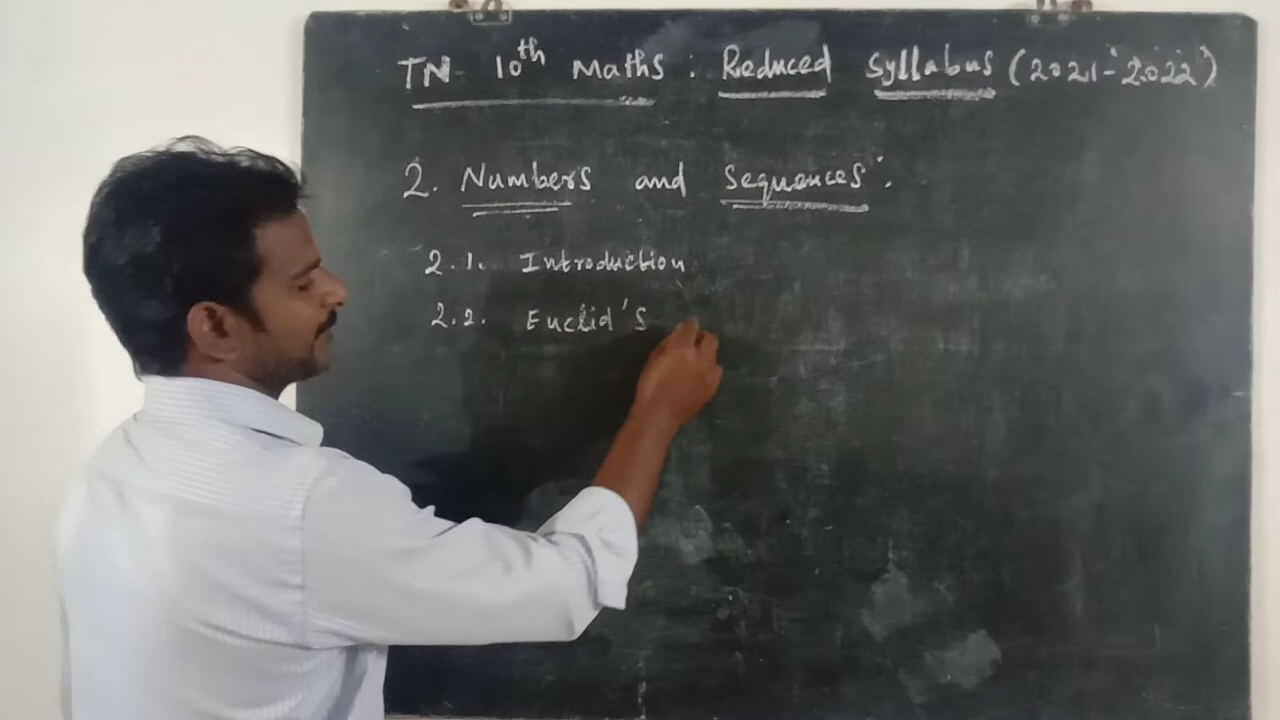 TN 10th Maths : Reduced Syllabus (2021-2022)
2. Numbers and Sequences:
2.1. Introduction
2.2. Euclid's